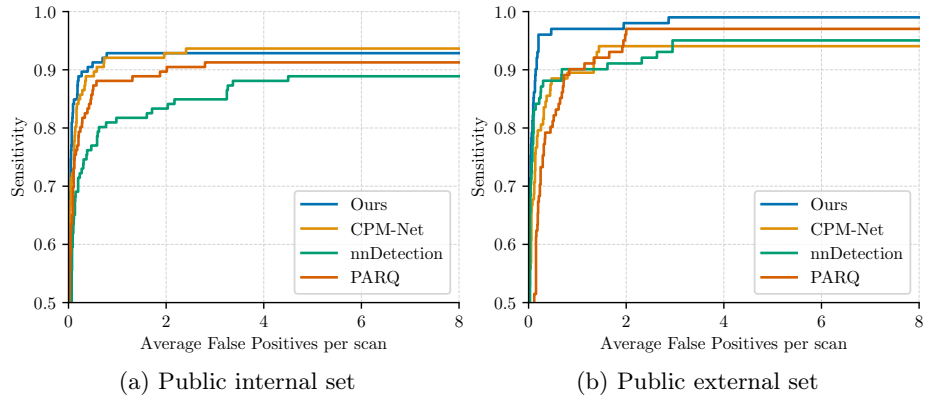 1.0
0.9
0.8
0.7
0.6
0.5
Sensitivity
0 2 4 6 8
Average False Positives per scan
Ours
CPM-Net
nnDetection
PARQ
(a) Public internal set
1.0
0.9
0.8
0.7
0.6
0.5
Sensitivity
0 2 4 6 8
Average False Positives per scan
Ours
CPM-Net
nnDetection
PARQ
(b) Public external set